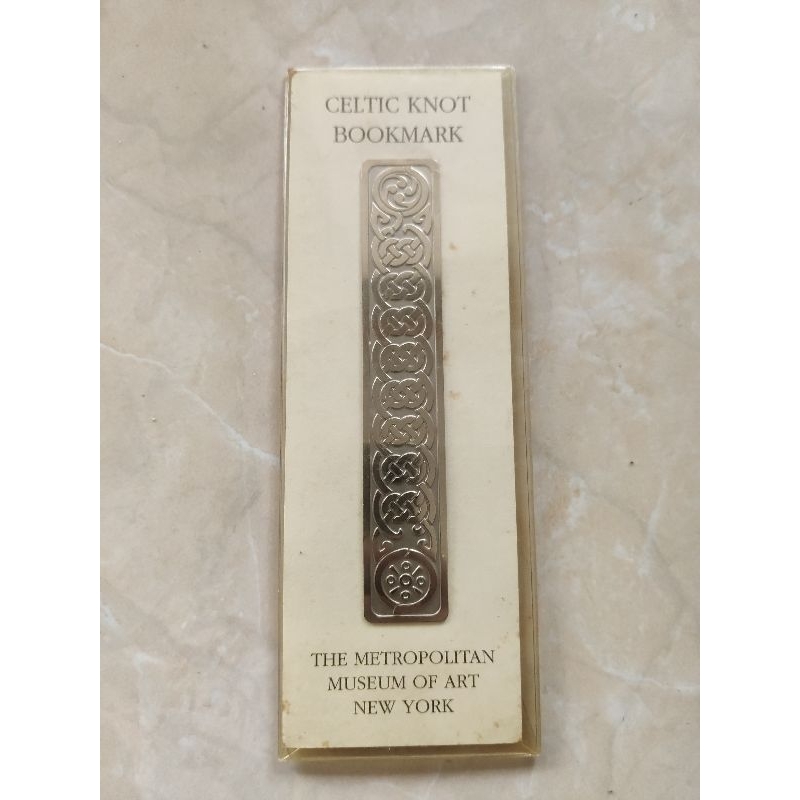 CELTIC KNOT
BOOKMARK
THE METROPOLITAN
MUSEUM OF ART
NEW YORK